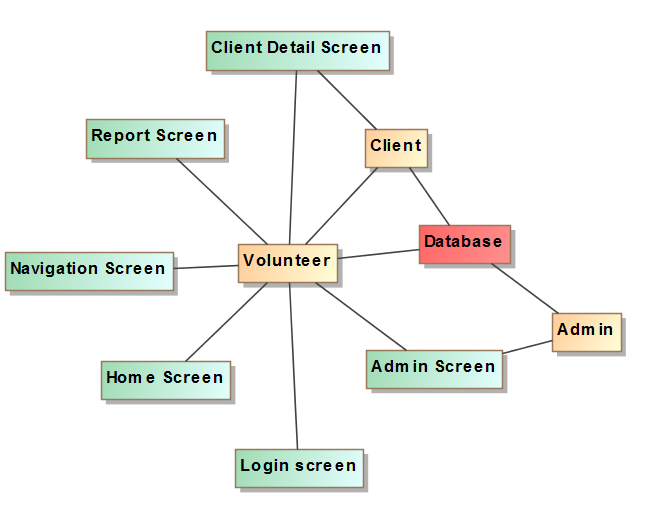 Client Detail Screen
Report Screen
Client
Database
Volunteer
Navigation Screen
Admin
Admin Screen
Home Screen
Login screen